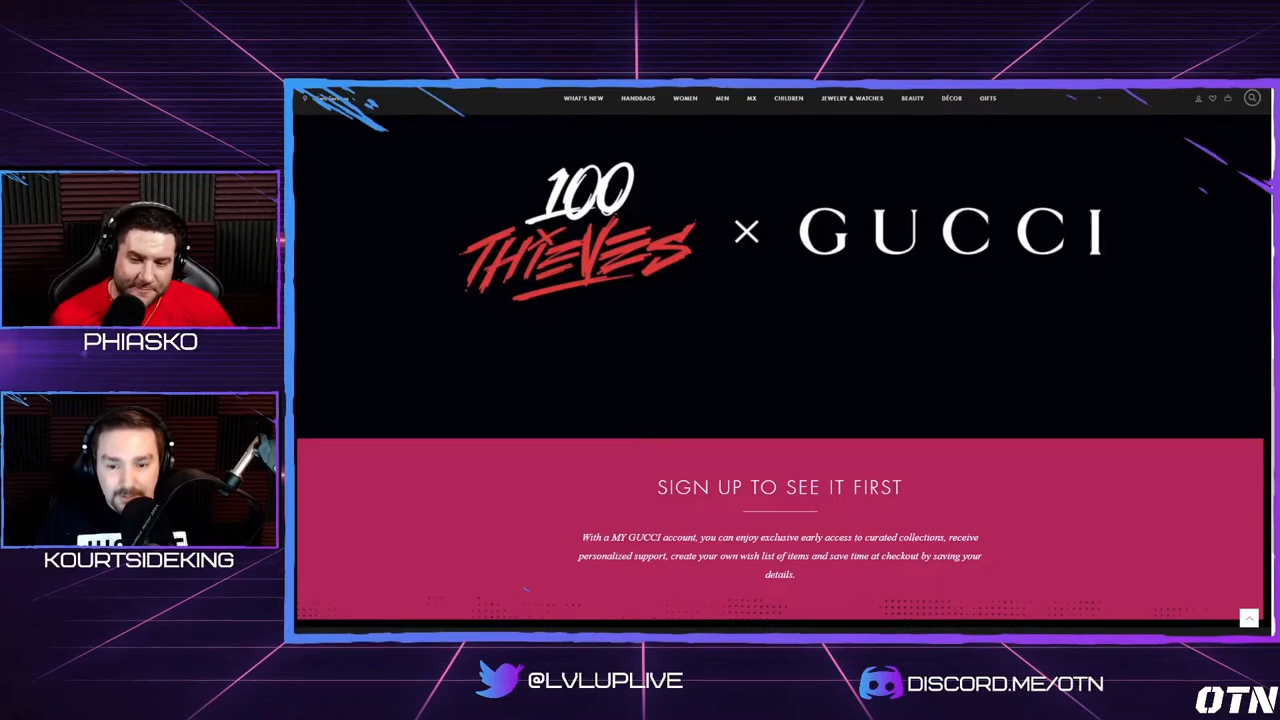 WHAT'S NEW HANDBAGS WOMEN MEN MX CHILDREN JEWELRY & WATCHES BEAUTY DÉCOR GIFTS
100
THIEVES
× GUCCI
PHIASKO
KOURTSIDEKING
SIGN UP TO SEE IT FIRST
With a MY GUCCI account, you can enjoy exclusive early access to curated collections, receive
personalized support, create your own wish list of items and save time at checkout by saving your
details.
@LVLUPLIVE
DISCORD.ME/OTN
OTN